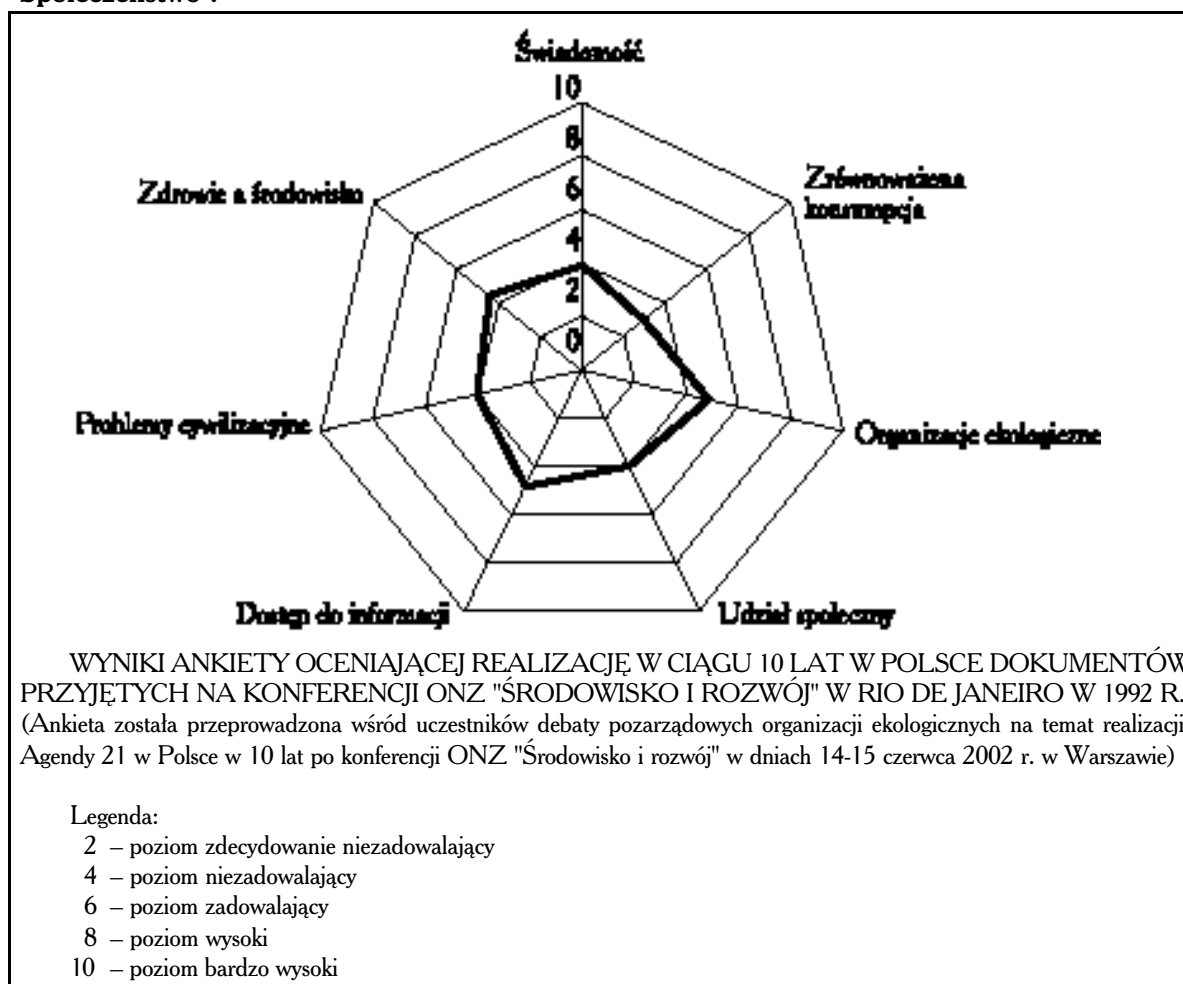 Społeczeństwo".
Świadomość
10
8
6
4
2
0
Zdrowie a środowisko
Zrównoważona
konsumpcja
Problemy cywilizacyjne
Organizacje ekologiczne
Dostęp do informacji
Udział społeczny
WYNIKI ANKIETY OCENIAJĄCEJ REALIZACJĘ W CIĄGU 10 LAT W POLSCE DOKUMENTÓW
PRZYJĘTYCH NA KONFERENCJI ONZ "ŚRODOWISKO I ROZWÓJ" W RIO DE JANEIRO W 1992 R.
(Ankieta została przeprowadzona wśród uczestników debaty pozarządowych organizacji ekologicznych na temat realizacji
Agendy 21 w Polsce w 10 lat po konferencji ONZ "Środowisko i rozwój" w dniach 14-15 czerwca 2002 r. w Warszawie)
Legenda:
2 – poziom zdecydowanie niezadowalający
4 – poziom niezadowalający
6 – poziom zadowalający
8 – poziom wysoki
10 – poziom bardzo wysoki